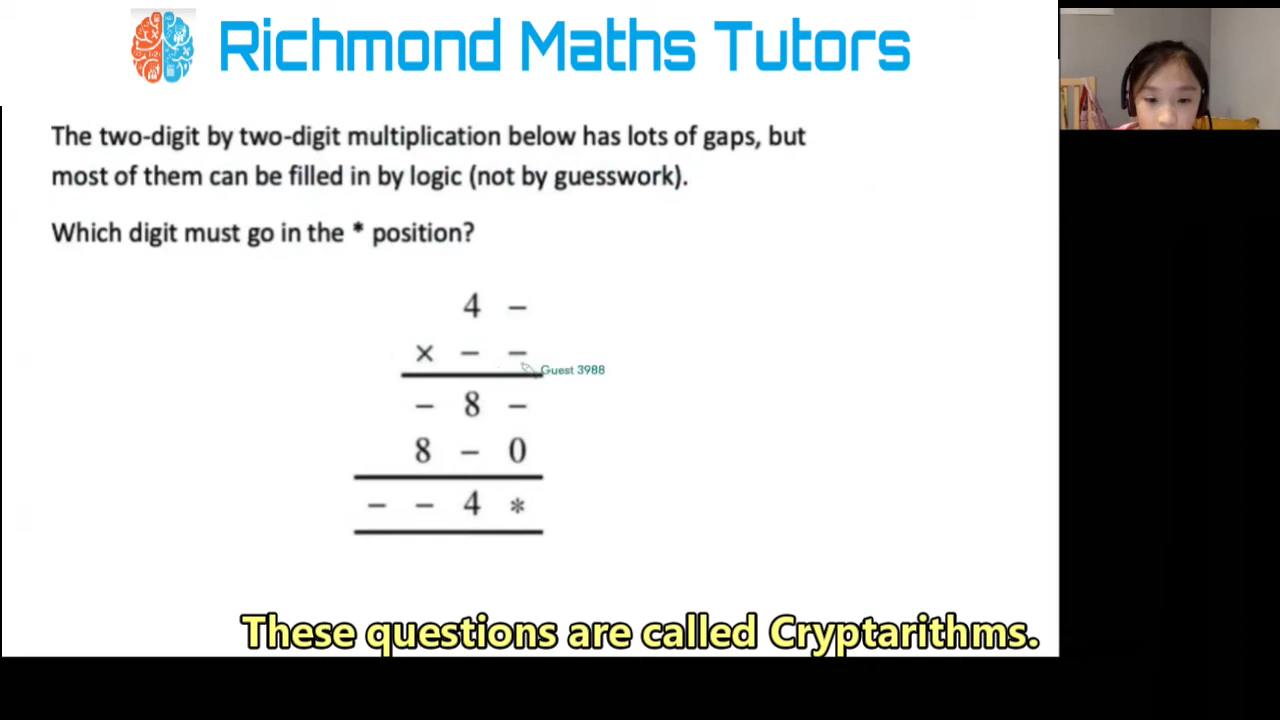 Richmond Maths Tutors
The two-digit by two-digit multiplication below has lots of gaps, but
most of them can be filled in by logic (not by guesswork).
Which digit must go in the * position?
4 –
× – –
Guest 3988
– 8 –
8 – 0
– – 4 *
These questions are called Cryptarithms.